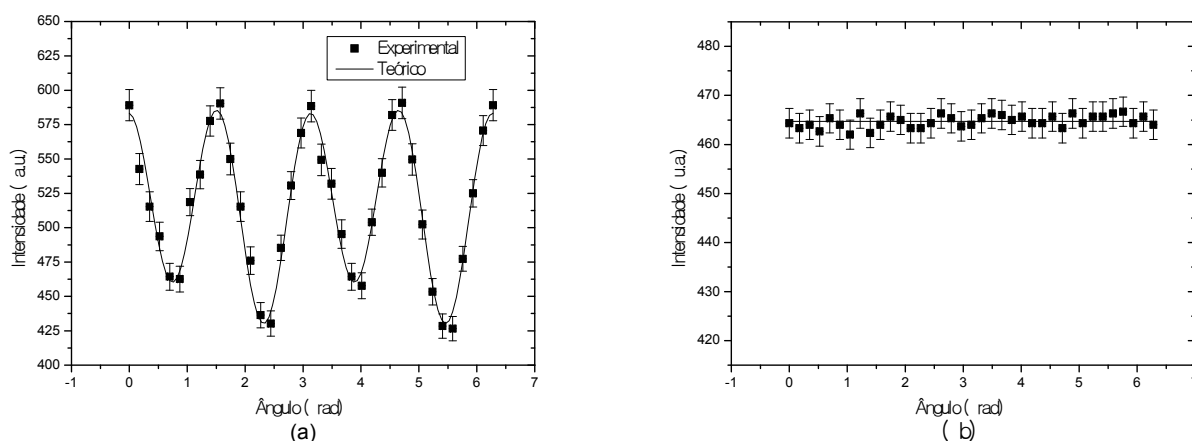 650
625
600
575
550
525
500
475
450
425
400
Intensidade ( a.u.)
Experimental
Teórico
-1 0 1 2 3 4 5 6 7
Ângulo ( rad)
(a)
480
470
460
450
440
430
420
Intensidade ( u.a.)
-1 0 1 2 3 4 5 6
Ângulo ( rad)
( b)